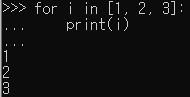 >>> for i in [1, 2, 3]:
...     print(i)
...
1
2
3